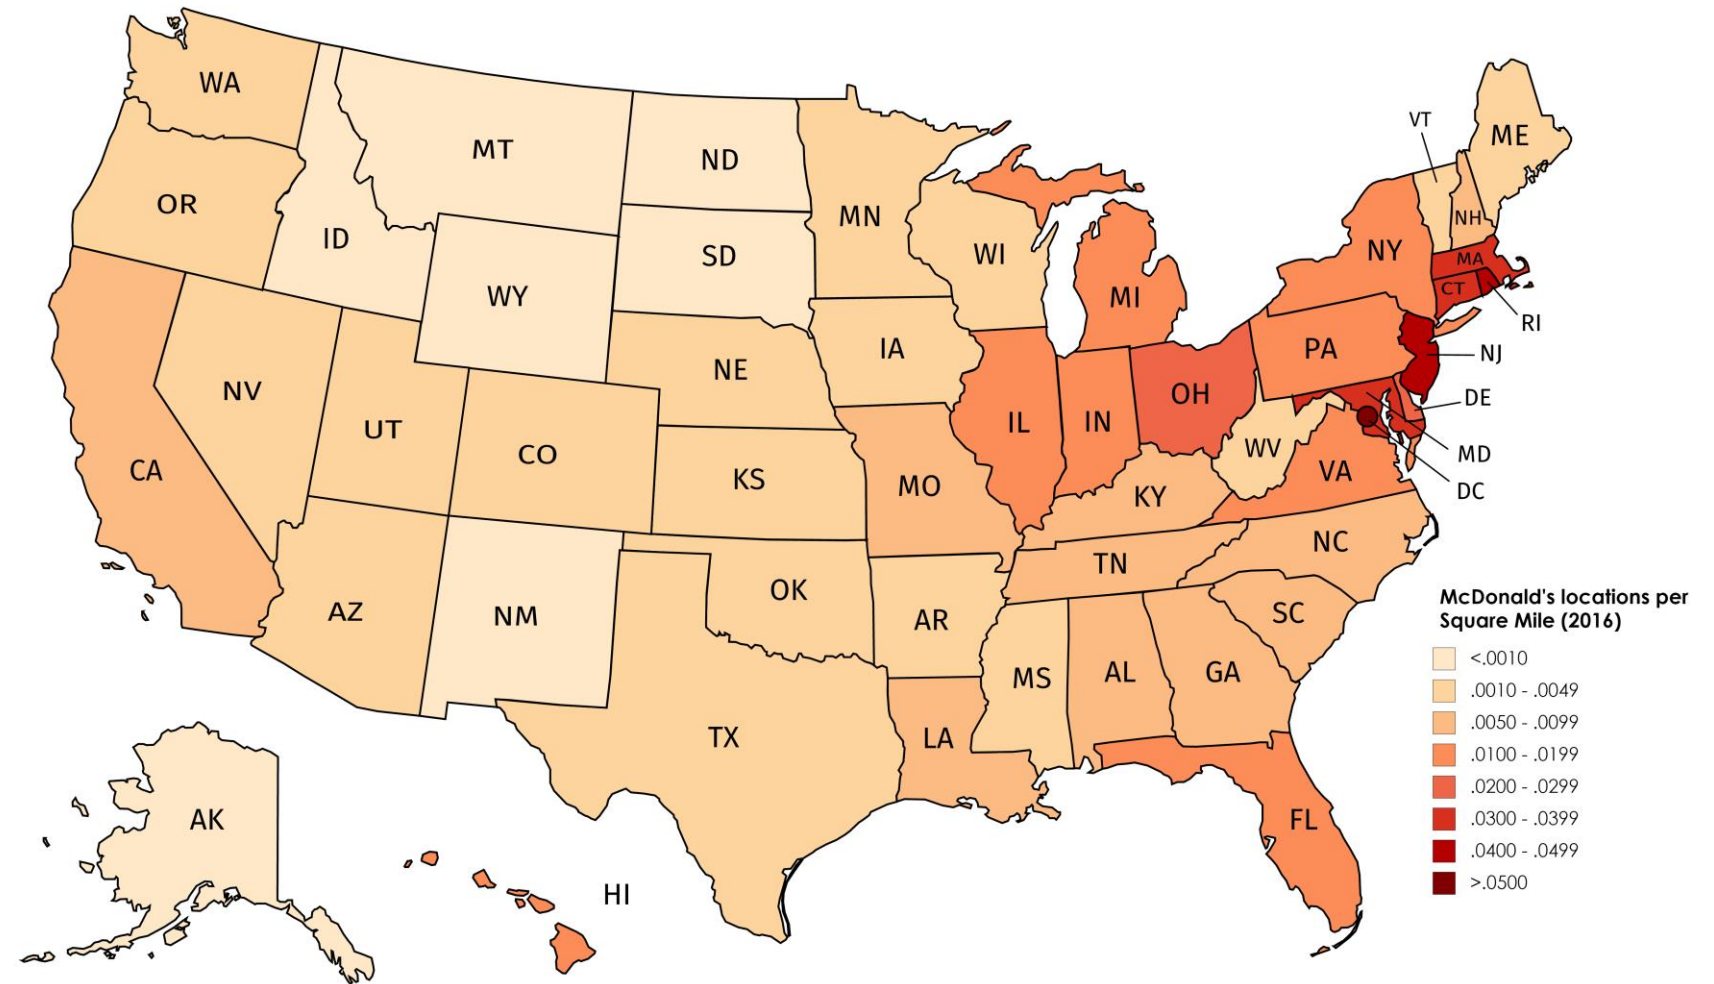 WA
MT
ND
MN
VT
ME
OR
ID
SD
WI
NH
NY
MA
CT
RI
WY
MI
NV
UT
CO
NE
IA
IL
IN
OH
PA
NJ
DE
MD
DC
CA
KS
MO
KY
WV
VA
AZ
NM
OK
AR
TN
NC
SC
TX
LA
MS
AL
GA
FL
AK
HI
McDonald's locations per
Square Mile (2016)
<.0010
.0010 - .0049
.0050 - .0099
.0100 - .0199
.0200 - .0299
.0300 - .0399
.0400 - .0499
>.0500